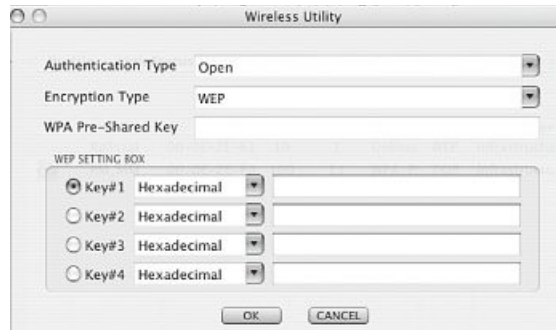 Wireless Utility
Authentication Type Open
Encryption Type WEP
WPA Pre-Shared Key
WEP SETTING BOX
Key#1 Hexadecimal
Key#2 Hexadecimal
Key#3 Hexadecimal
Key#4 Hexadecimal
OK CANCEL